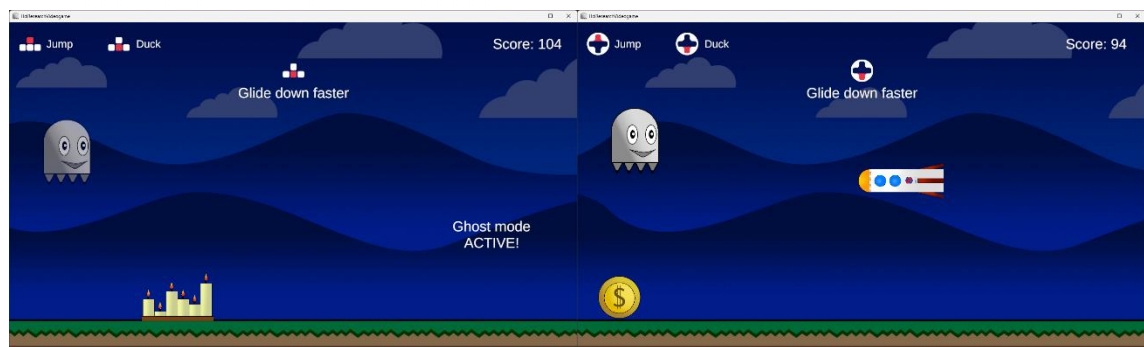 Jump
Duck
Score: 104
Glide down faster
Ghost mode
ACTIVE!
Jump
Duck
Score: 94
Glide down faster
$